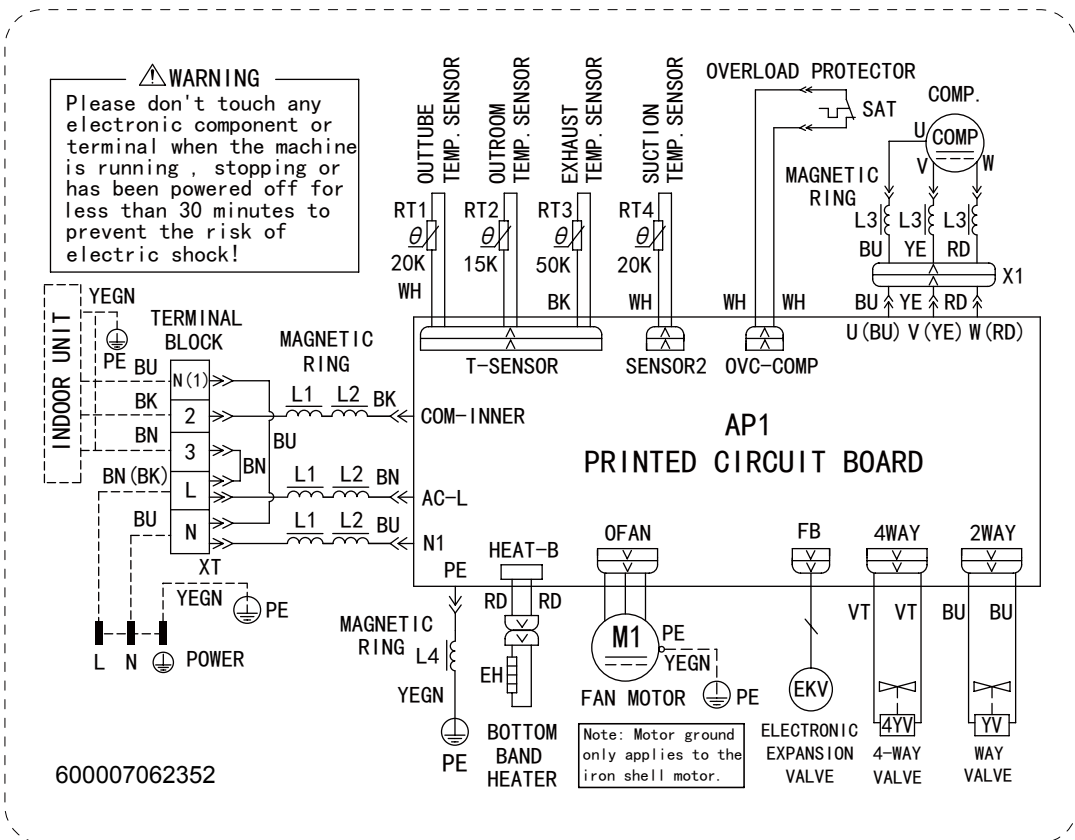 WARNING
Please don't touch any
electronic component or
terminal when the machine
is running , stopping or
has been powered off for
less than 30 minutes to
prevent the risk of
electric shock!
OUTTUBE
TEMP. SENSOR
OUTROOM
TEMP. SENSOR
EXHAUST
TEMP. SENSOR
SUCTION
TEMP. SENSOR
OVERLOAD PROTECTOR
SAT
COMP.
U
COMP
V
W
MAGNETIC
RING
L3
L3
L3
BU
YE
RD
X1
RT1
θ
20K
WH
RT2
θ
15K
RT3
θ
50K
BK
RT4
θ
20K
WH
WH
WH
BU
YE
RD
U(BU)
V(YE)
W(RD)
T-SENSOR
SENSOR2
OVC-COMP
INDOOR UNIT
YEGN
PE
TERMINAL
BLOCK
MAGNETIC
RING
BU
N(1)
BK
2
L1
L2
BK
COM-INNER
BU
BN
3
BN
BN(BK)
L
L1
L2
BN
AC-L
BU
N
L1
L2
BU
N1
XT
AP1
PRINTED CIRCUIT BOARD
YEGN
PE
L
N
POWER
PE
HEAT-B
OFAN
FB
4WAY
2WAY
RD
RD
MAGNETIC
RING
L4
YEGN
PE
EH
BOTTOM
BAND
HEATER
M1
PE
YEGN
PE
FAN MOTOR
Note: Motor ground
only applies to the
iron shell motor.
EKV
ELECTRONIC
EXPANSION
VALVE
VT
VT
4YV
4-WAY
VALVE
BU
BU
YV
WAY
VALVE
600007062352